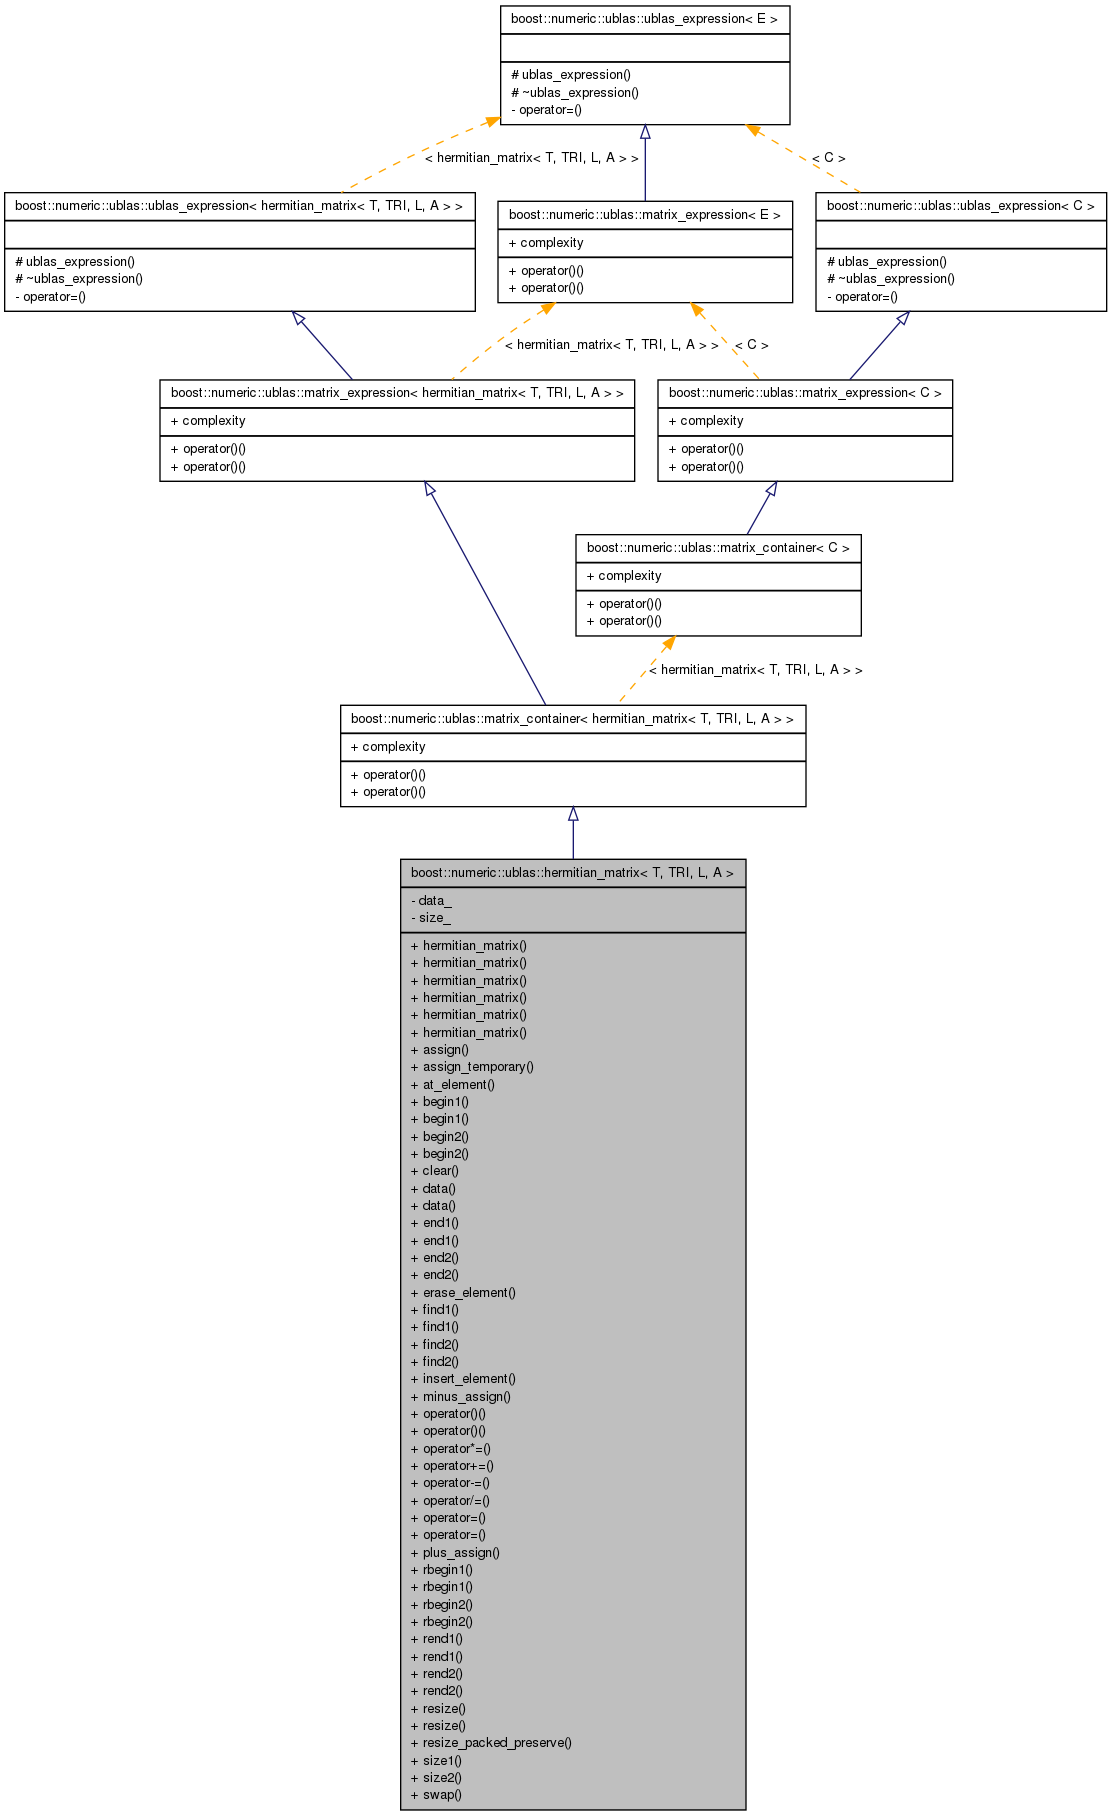 boost::numeric::ublas::ublas_expression< E >
# ublas_expression()
# ~ublas_expression()
- operator=()
< hermitian_matrix< T, TRI, L, A > >
< C >
boost::numeric::ublas::ublas_expression< hermitian_matrix< T, TRI, L, A > >
# ublas_expression()
# ~ublas_expression()
- operator=()
boost::numeric::ublas::matrix_expression< E >
+ complexity
+ operator()()
+ operator()()
boost::numeric::ublas::ublas_expression< C >
# ublas_expression()
# ~ublas_expression()
- operator=()
< hermitian_matrix< T, TRI, L, A > >
< C >
boost::numeric::ublas::matrix_expression< hermitian_matrix< T, TRI, L, A > >
+ complexity
+ operator()()
+ operator()()
boost::numeric::ublas::matrix_expression< C >
+ complexity
+ operator()()
+ operator()()
boost::numeric::ublas::matrix_container< C >
+ complexity
+ operator()()
+ operator()()
< hermitian_matrix< T, TRI, L, A > >
boost::numeric::ublas::matrix_container< hermitian_matrix< T, TRI, L, A > >
+ complexity
+ operator()()
+ operator()()
boost::numeric::ublas::hermitian_matrix< T, TRI, L, A >
- data_
- size_
+ hermitian_matrix()
+ hermitian_matrix()
+ hermitian_matrix()
+ hermitian_matrix()
+ hermitian_matrix()
+ hermitian_matrix()
+ assign()
+ assign_temporary()
+ at_element()
+ begin1()
+ begin1()
+ begin2()
+ begin2()
+ clear()
+ data()
+ data()
+ end1()
+ end1()
+ end2()
+ end2()
+ erase_element()
+ find1()
+ find1()
+ find2()
+ find2()
+ insert_element()
+ minus_assign()
+ operator()()
+ operator()()
+ operator*=()
+ operator+=()
+ operator-=()
+ operator/=()
+ operator=()
+ operator=()
+ plus_assign()
+ rbegin1()
+ rbegin1()
+ rbegin2()
+ rbegin2()
+ rend1()
+ rend1()
+ rend2()
+ rend2()
+ resize()
+ resize()
+ resize_packed_preserve()
+ size1()
+ size2()
+ swap()